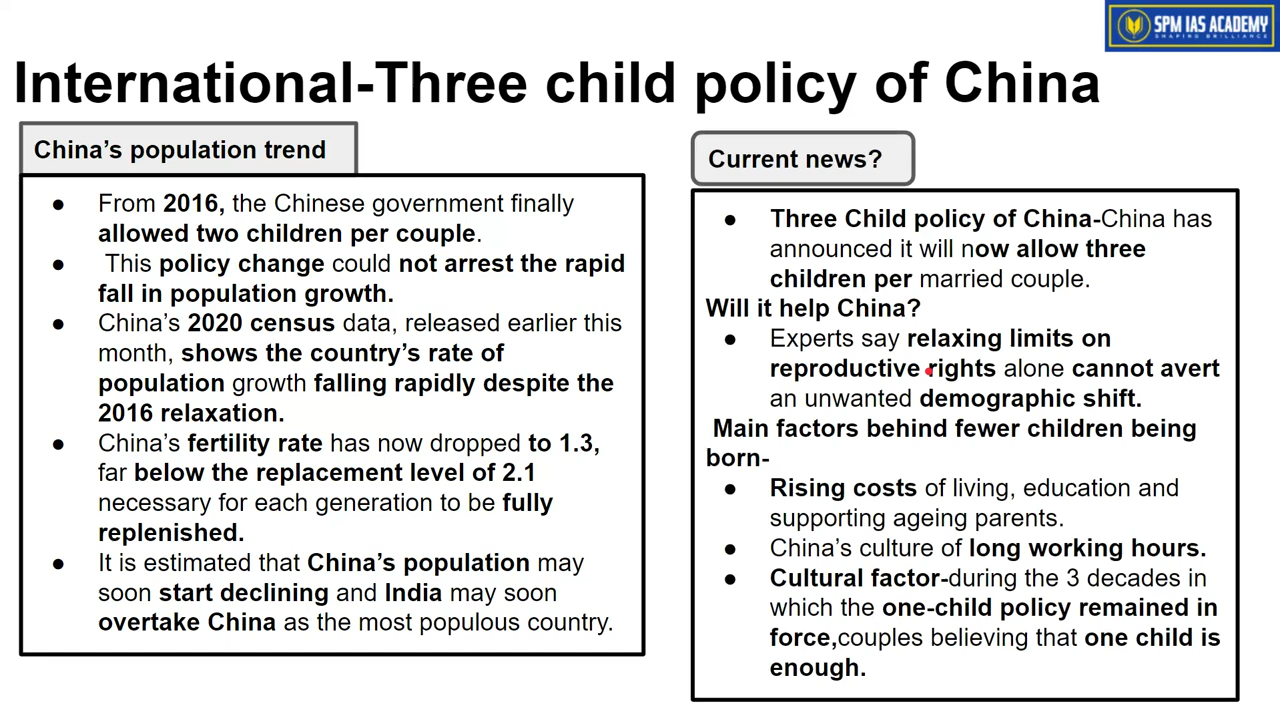 SPM IAS ACADEMY
SHAPING BRILLIANCE
International-Three child policy of China
China’s population trend
● From 2016, the Chinese government finally
allowed two children per couple.
● This policy change could not arrest the rapid
fall in population growth.
● China’s 2020 census data, released earlier this
month, shows the country’s rate of
population growth falling rapidly despite the
2016 relaxation.
● China’s fertility rate has now dropped to 1.3,
far below the replacement level of 2.1
necessary for each generation to be fully
replenished.
● It is estimated that China’s population may
soon start declining and India may soon
overtake China as the most populous country.
Current news?
● Three Child policy of China-China has
announced it will now allow three
children per married couple.
Will it help China?
● Experts say relaxing limits on
reproductive rights alone cannot avert
an unwanted demographic shift.
Main factors behind fewer children being
born-
● Rising costs of living, education and
supporting ageing parents.
● China’s culture of long working hours.
● Cultural factor-during the 3 decades in
which the one-child policy remained in
force,couples believing that one child is
enough.